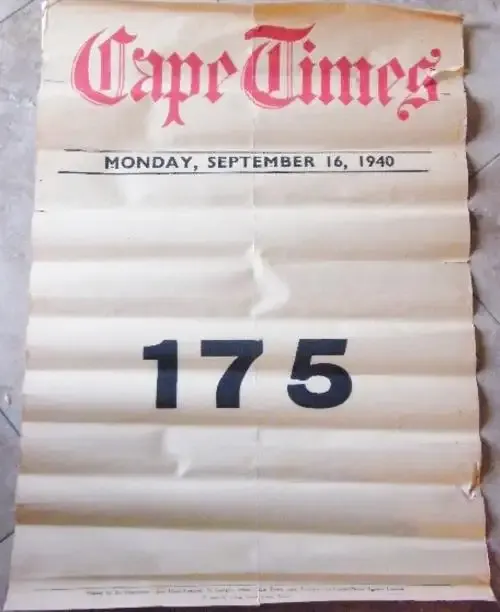 Cape Times
MONDAY, SEPTEMBER 16, 1940
175